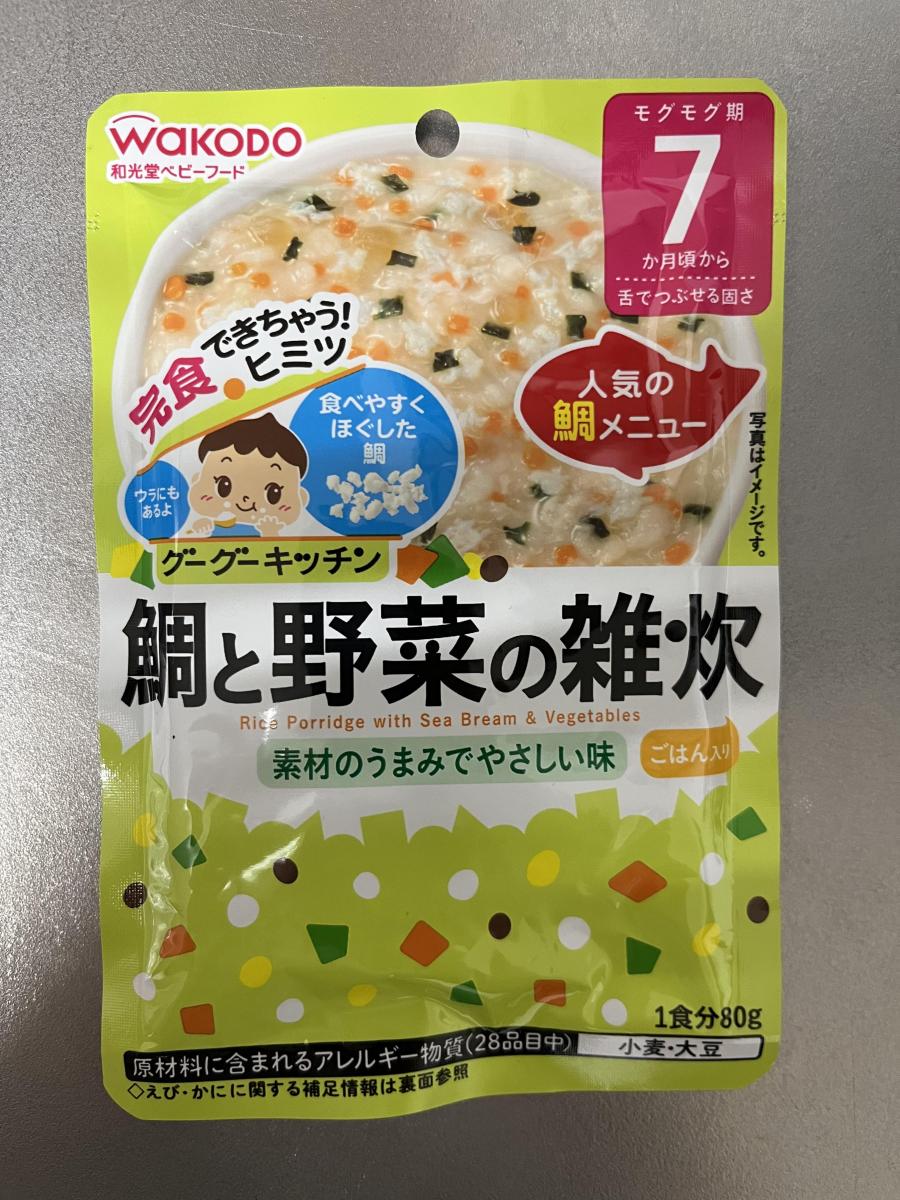 WAKODO
和光堂ベビーフード
モグモグ期
7
か月頃から
舌でつぶせる固さ
完食できちゃう!
ヒミツ
食べやすく
ほぐした
鯛
ウラにも
あるよ
人気の
鯛メニュー
写真はイメージです。
グーグーキッチン
鯛と野菜の雑炊
Rice Porridge with Sea Bream & Vegetables
素材のうまみでやさしい味
ごはん入り
1食分80g
原材料に含まれるアレルギー物質(28品目中) 小麦・大豆
◇えび・かにに関する補足情報は裏面参照